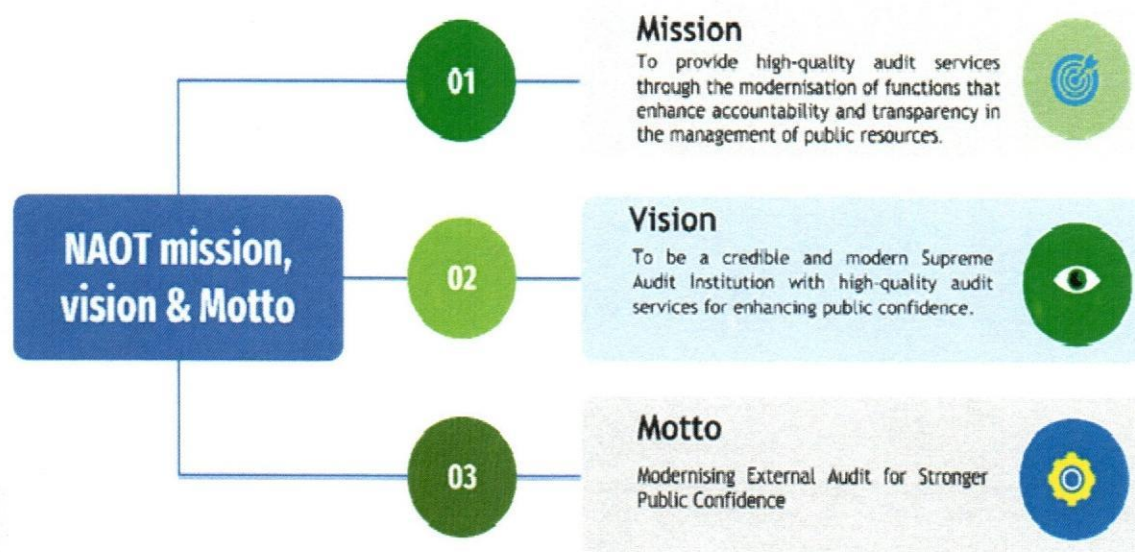 NAOT mission,
vision & Motto
01
Mission
To provide high-quality audit services
through the modernisation of functions that
enhance accountability and transparency in
the management of public resources.
02
Vision
To be a credible and modern Supreme
Audit Institution with high-quality audit
services for enhancing public confidence.
03
Motto
Modernising External Audit for Stronger
Public Confidence